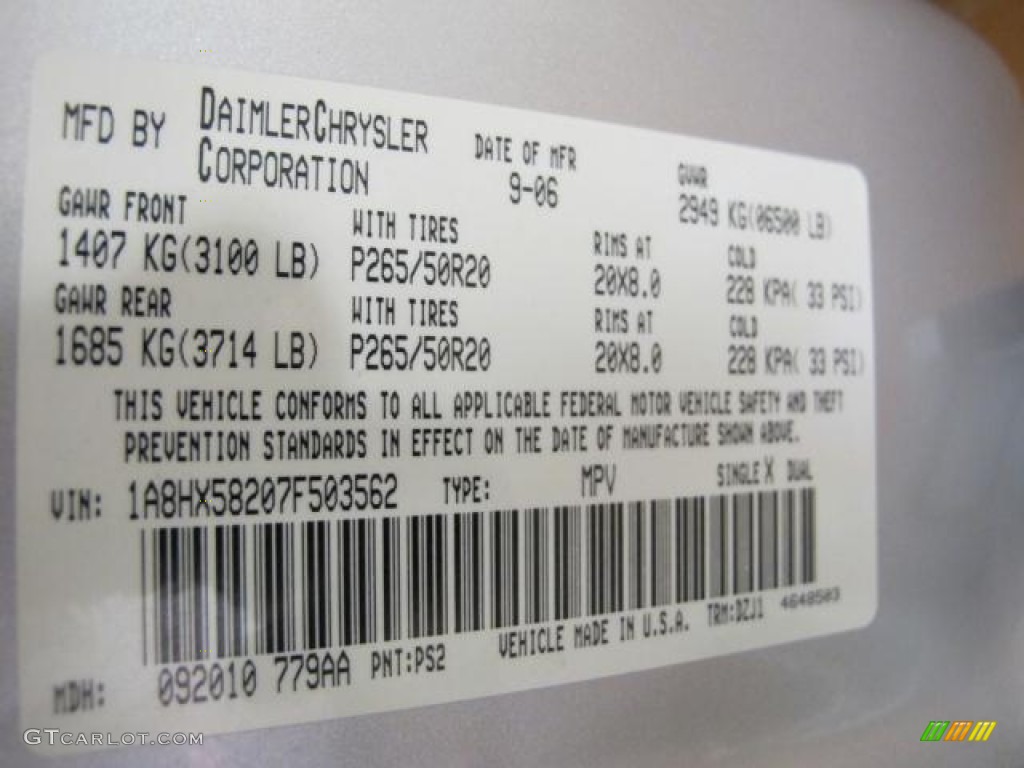 MFD BY DAIMLERCHRYSLER CORPORATION
DATE OF MFR
9-06
GVWR
2949 KG(06500 LB)
GAWR FRONT WITH TIRES RIMS AT COLD
1407 KG(3100 LB) P265/50R20 20X8.0 228 KPA( 33 PSI)
GAWR REAR WITH TIRES RIMS AT COLD
1685 KG(3714 LB) P265/50R20 20X8.0 228 KPA( 33 PSI)
THIS VEHICLE CONFORMS TO ALL APPLICABLE FEDERAL MOTOR VEHICLE SAFETY AND THEFT
PREVENTION STANDARDS IN EFFECT ON THE DATE OF MANUFACTURE SHOWN ABOVE.
VIN: 1A8HX58207F503562 TYPE: MPV SINGLE X DUAL
MDH: 092010 779AA PNT:PS2 VEHICLE MADE IN U.S.A. TRM:DZJ1 4648503
GTCARLOT.COM